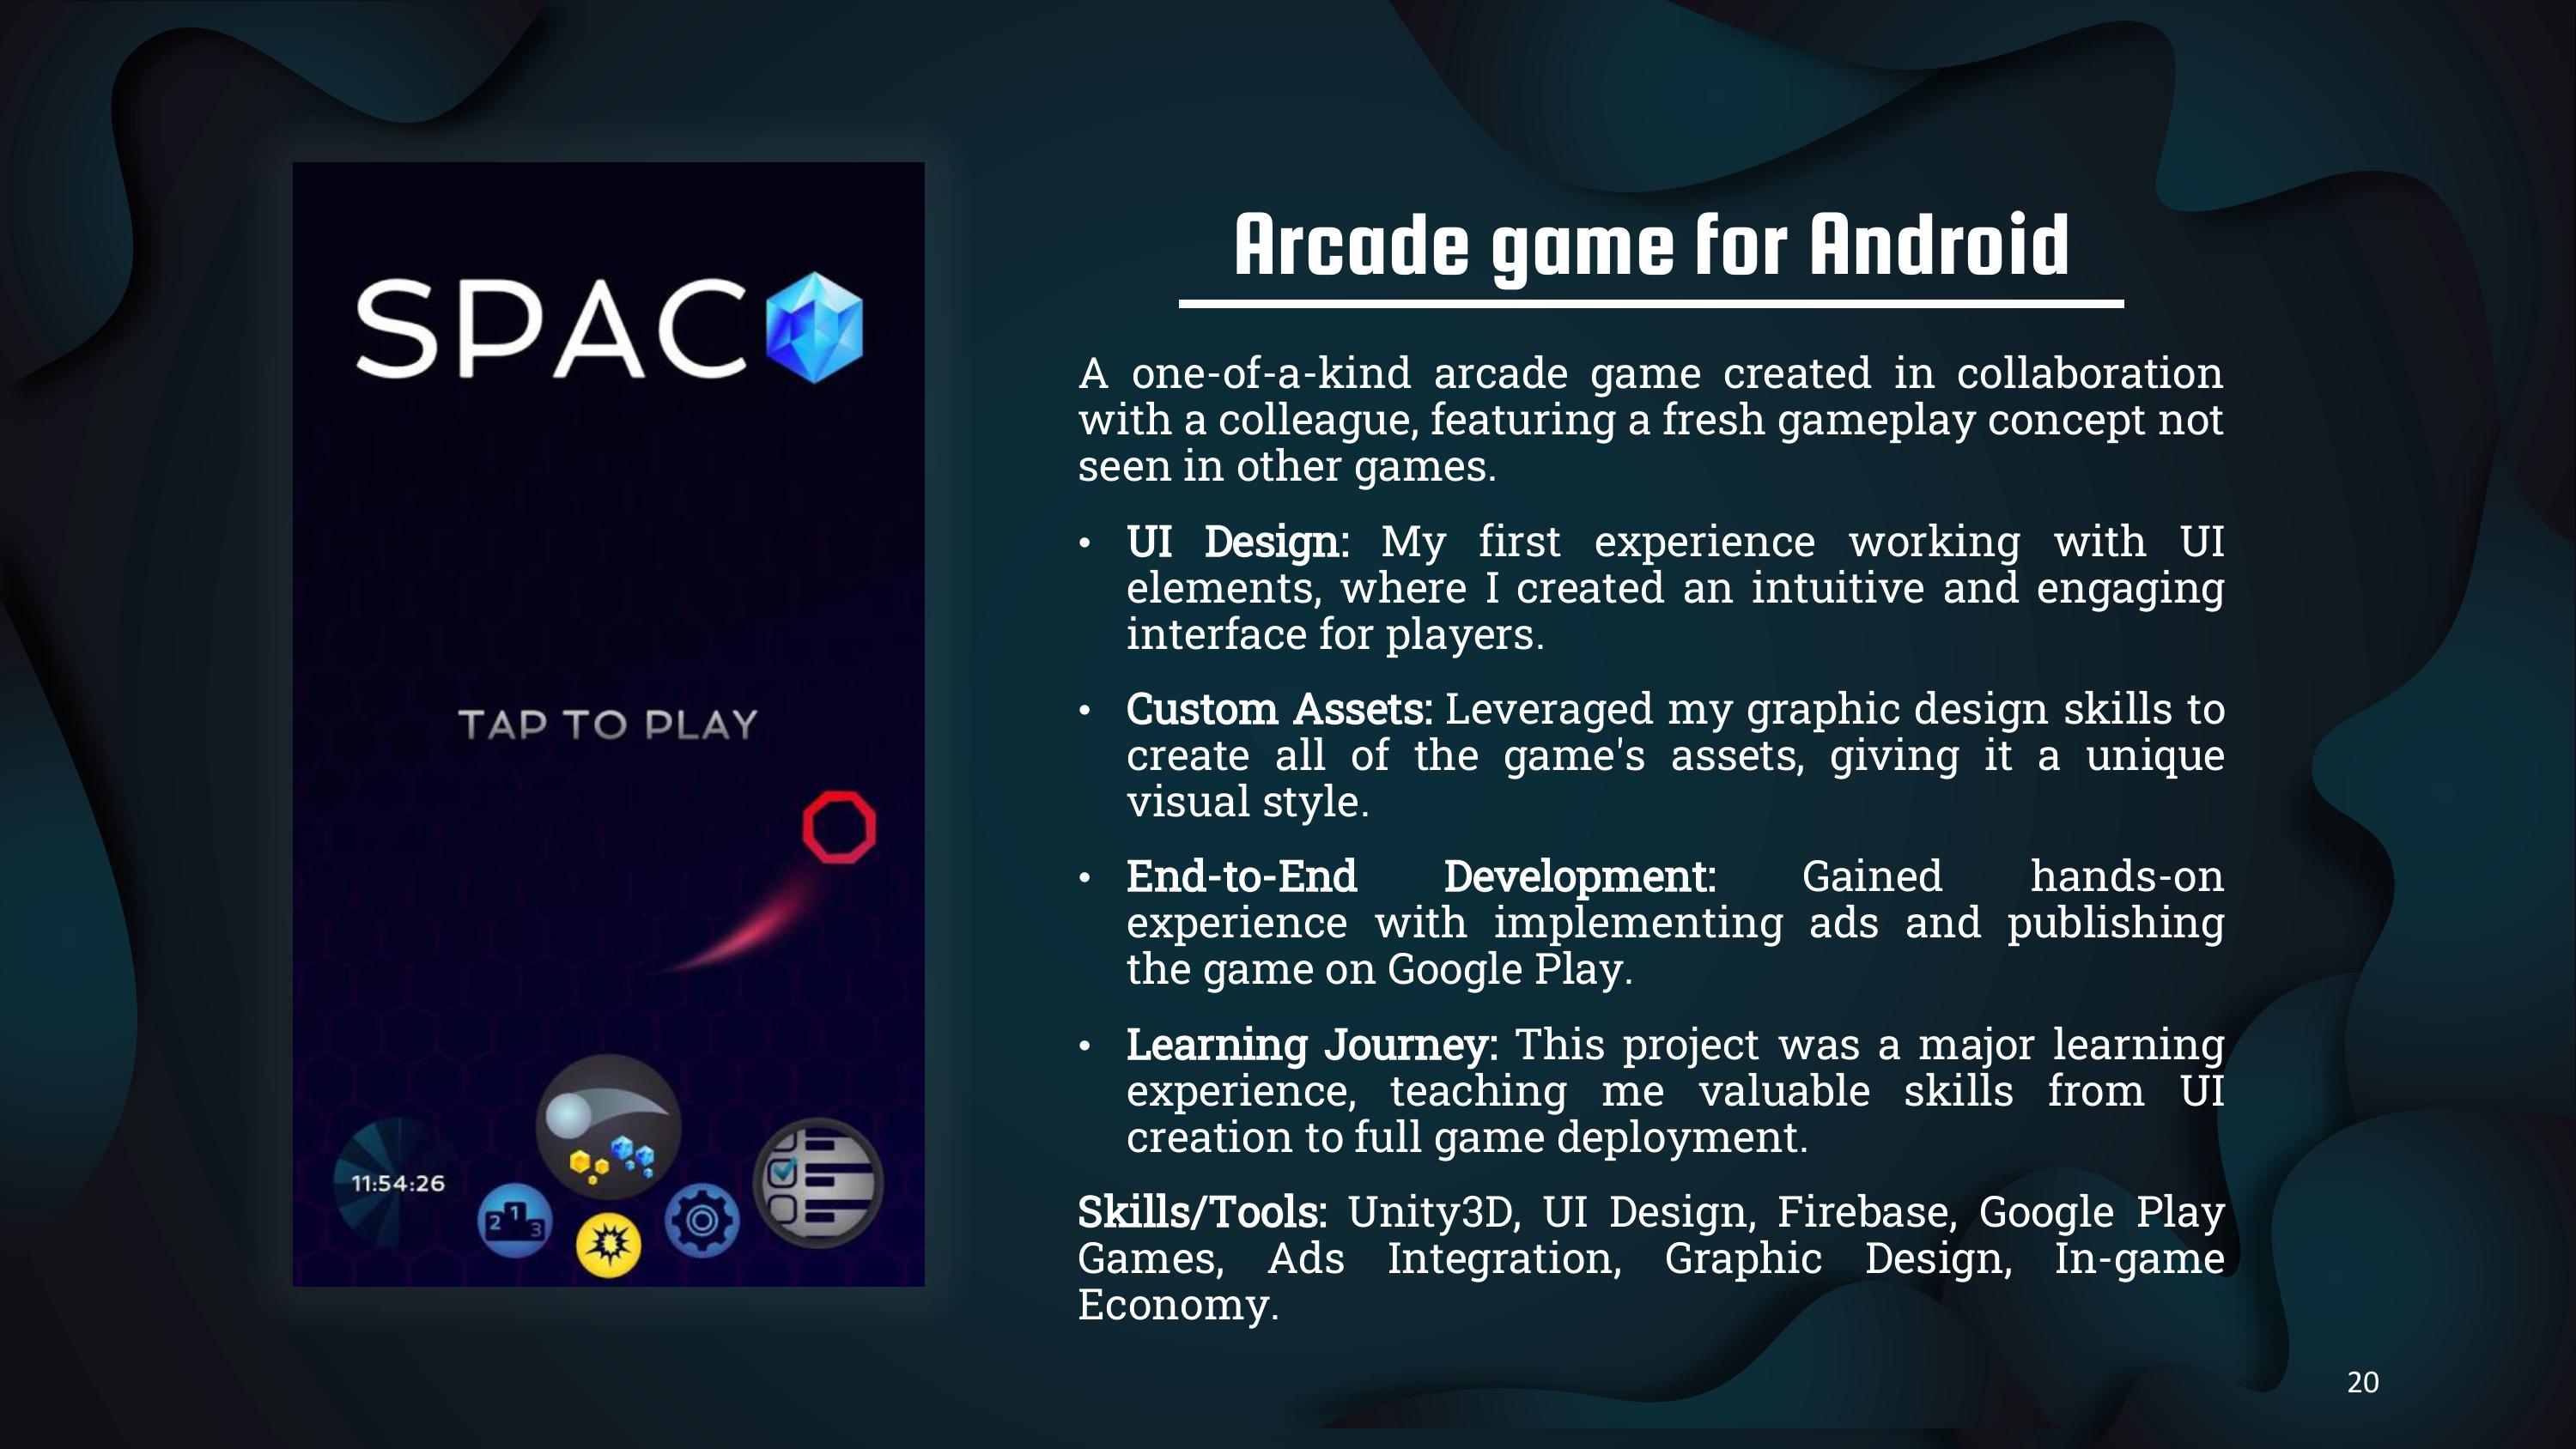 SPAC
TAP TO PLAY
11:54:26
2 1 3
Arcade game for Android
A one-of-a-kind arcade game created in collaboration
with a colleague, featuring a fresh gameplay concept not
seen in other games.
• UI Design: My first experience working with UI
elements, where I created an intuitive and engaging
interface for players.
• Custom Assets: Leveraged my graphic design skills to
create all of the game's assets, giving it a unique
visual style.
• End-to-End Development: Gained hands-on
experience with implementing ads and publishing
the game on Google Play.
• Learning Journey: This project was a major learning
experience, teaching me valuable skills from UI
creation to full game deployment.
Skills/Tools: Unity3D, UI Design, Firebase, Google Play
Games, Ads Integration, Graphic Design, In-game
Economy.
20